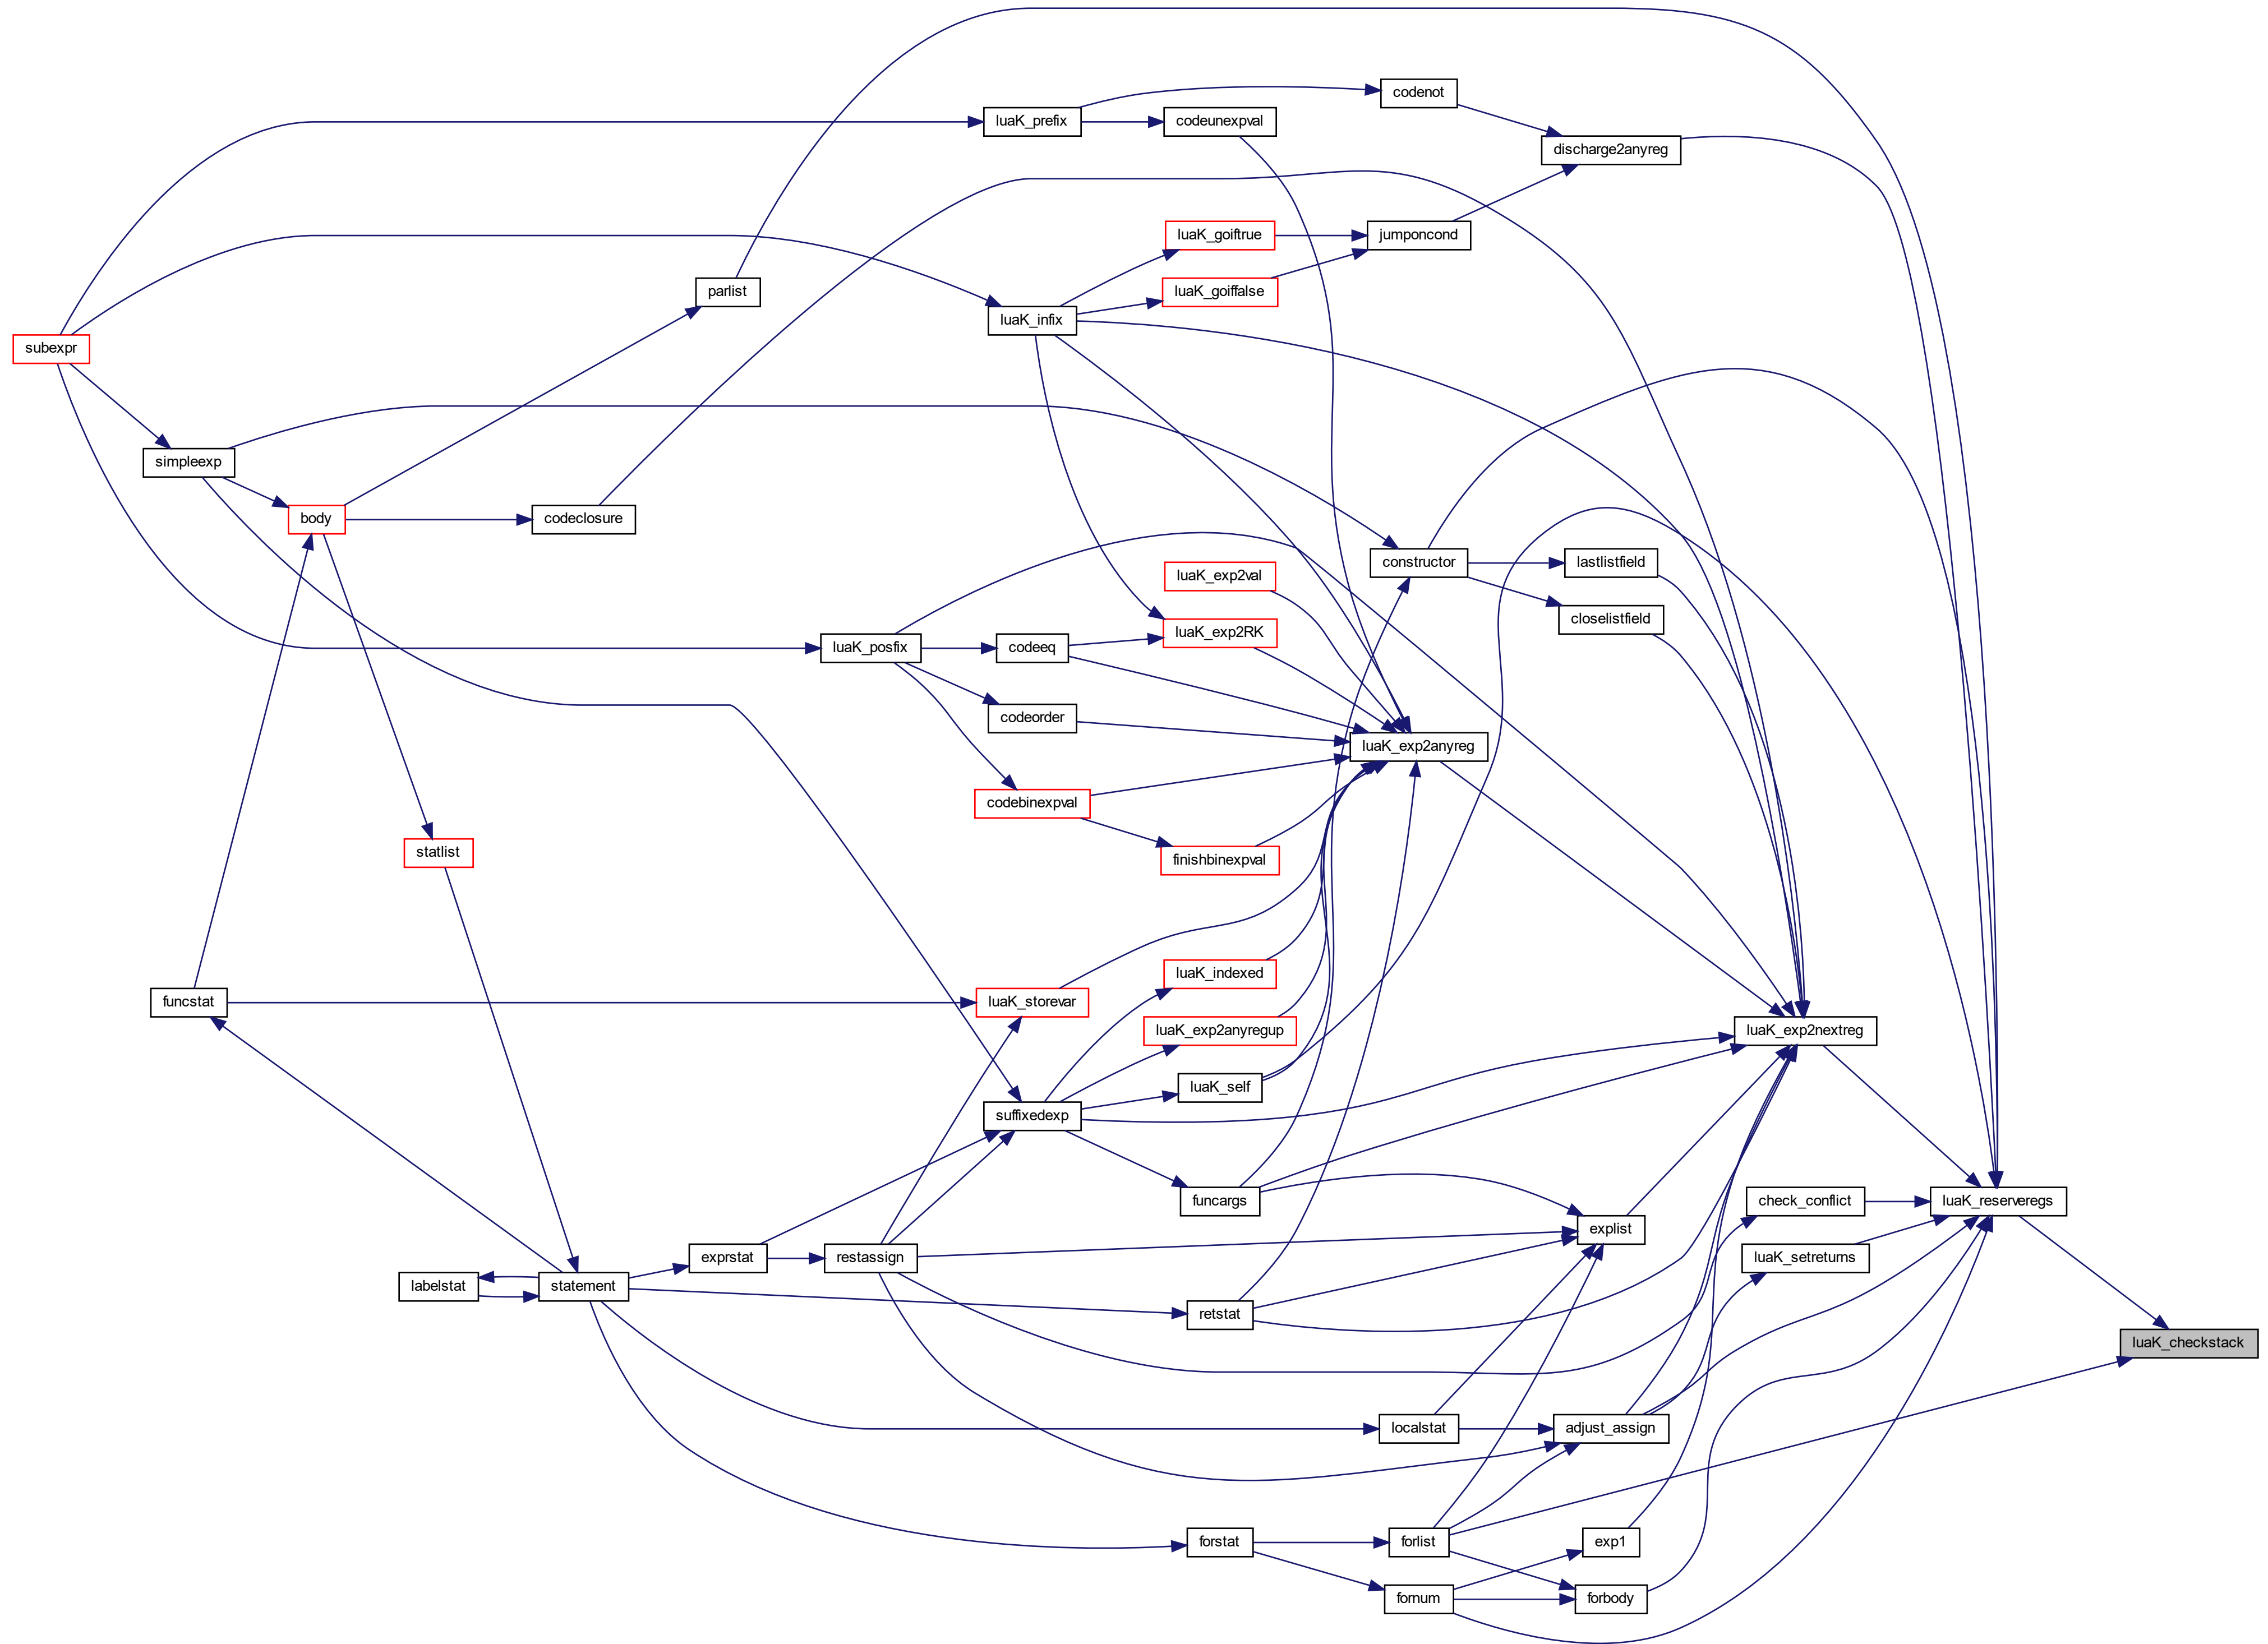 codenot
luaK_prefix
codeunexpval
discharge2anyreg
luaK_goiftrue
jumponcond
parlist
luaK_goiffalse
luaK_infix
subexpr
simpleexp
body
codeclosure
constructor
lastlistfield
luaK_exp2val
closelistfield
luaK_posfix
codeeq
luaK_exp2RK
codeorder
luaK_exp2anyreg
codebinexpval
statlist
finishbinexpval
luaK_indexed
funcstat
luaK_storevar
luaK_exp2anyregup
luaK_exp2nextreg
luaK_self
suffixedexp
funcargs
check_conflict
luaK_reserveregs
explist
exprstat
restassign
luaK_setreturns
labelstat
statement
retstat
luaK_checkstack
localstat
adjust_assign
forstat
forlist
exp1
fornum
forbody